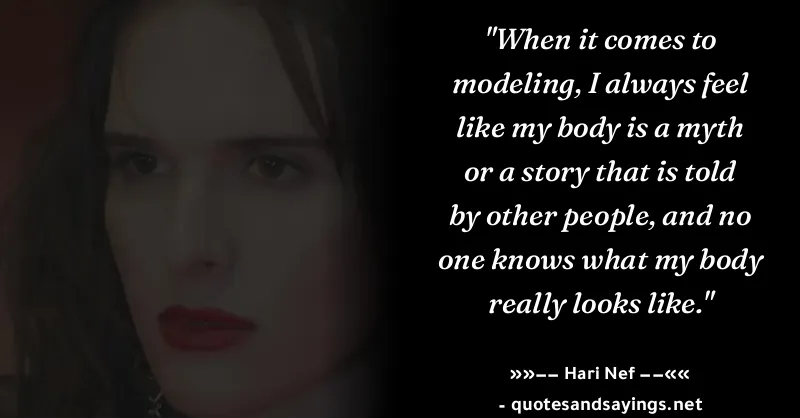 "When it comes to
modeling, I always feel
like my body is a myth
or a story that is told
by other people, and no
one knows what my body
really looks like."
»»−− Hari Nef −−««
- quotesandsayings.net